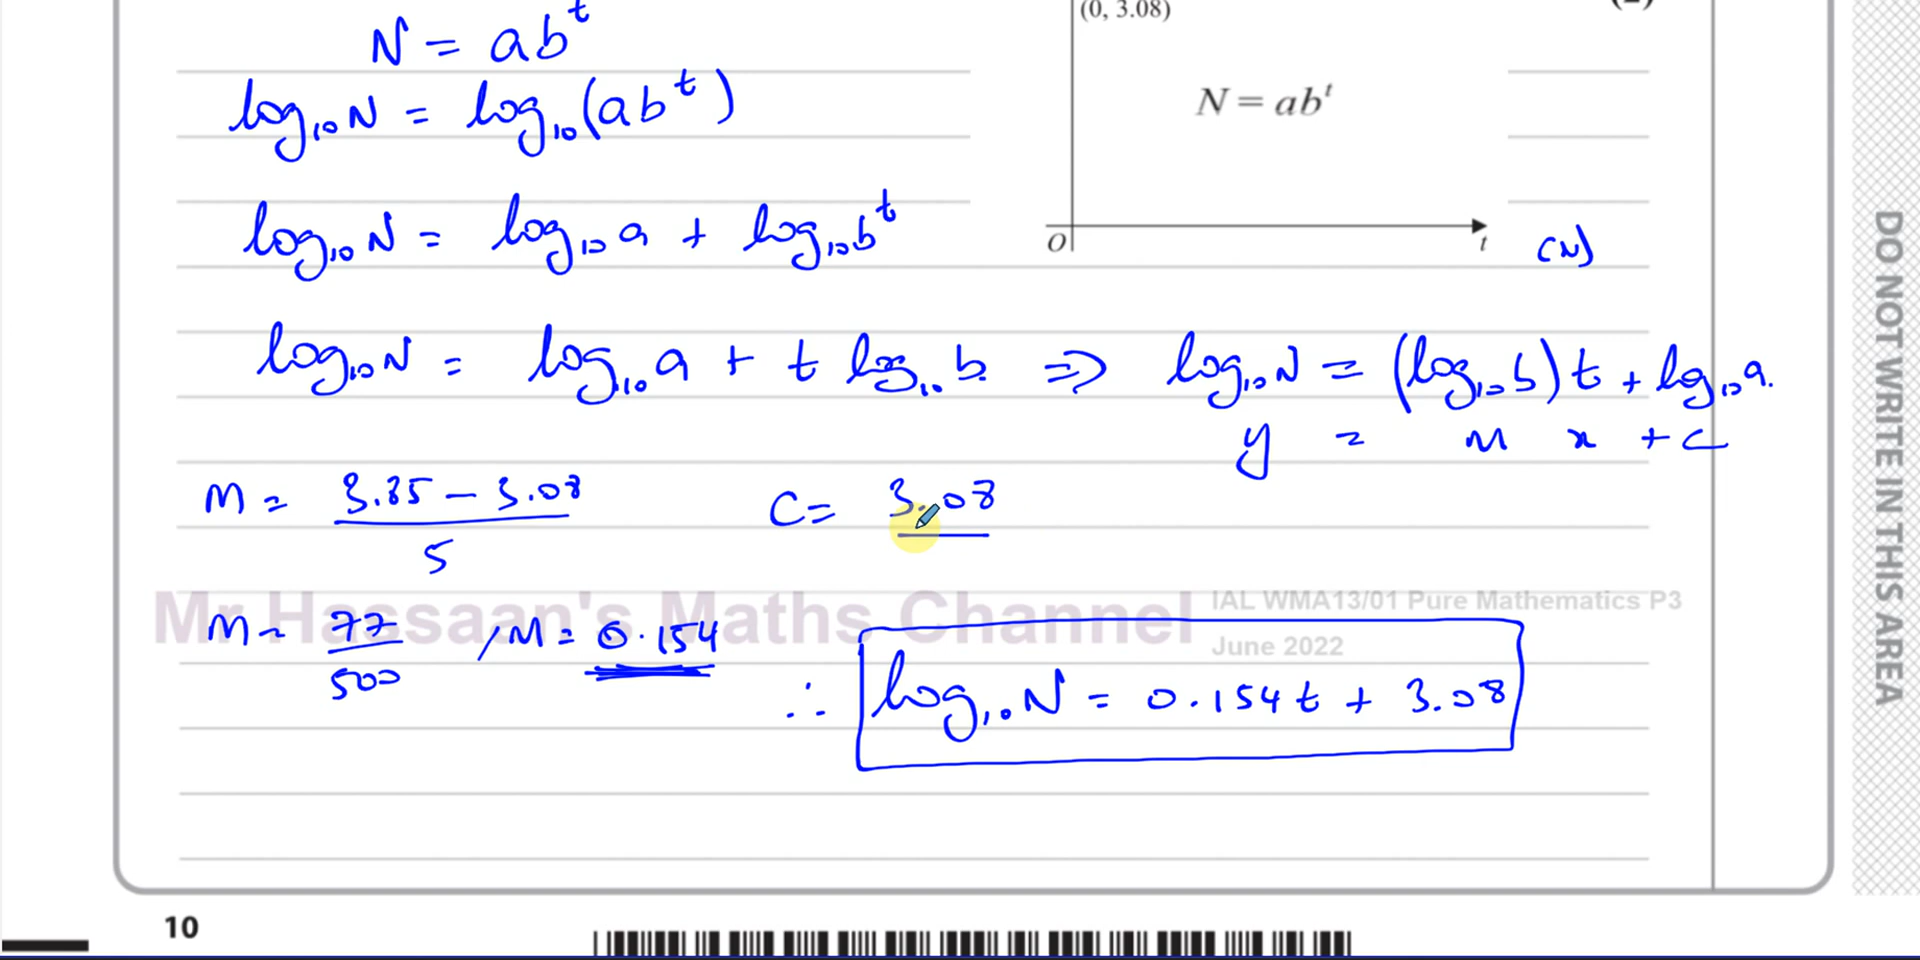 (0, 3.08)
N = ab^t
log₁₀N = log₁₀(ab^t)
N = ab^t
log₁₀N = log₁₀a + log₁₀b^t
O
t
(N)
log₁₀N = log₁₀a + t log₁₀b. ⇒ log₁₀N = (log₁₀b)t + log₁₀a.
y = m x + c
M = (3.85 − 3.08)/5 C = 3.08
Mr Hassaan's Maths Channel
IAL WMA13/01 Pure Mathematics P3
June 2022
M = 77/500 , M = 0.154
∴ log₁₀N = 0.154t + 3.08
10
DO NOT WRITE IN THIS AREA